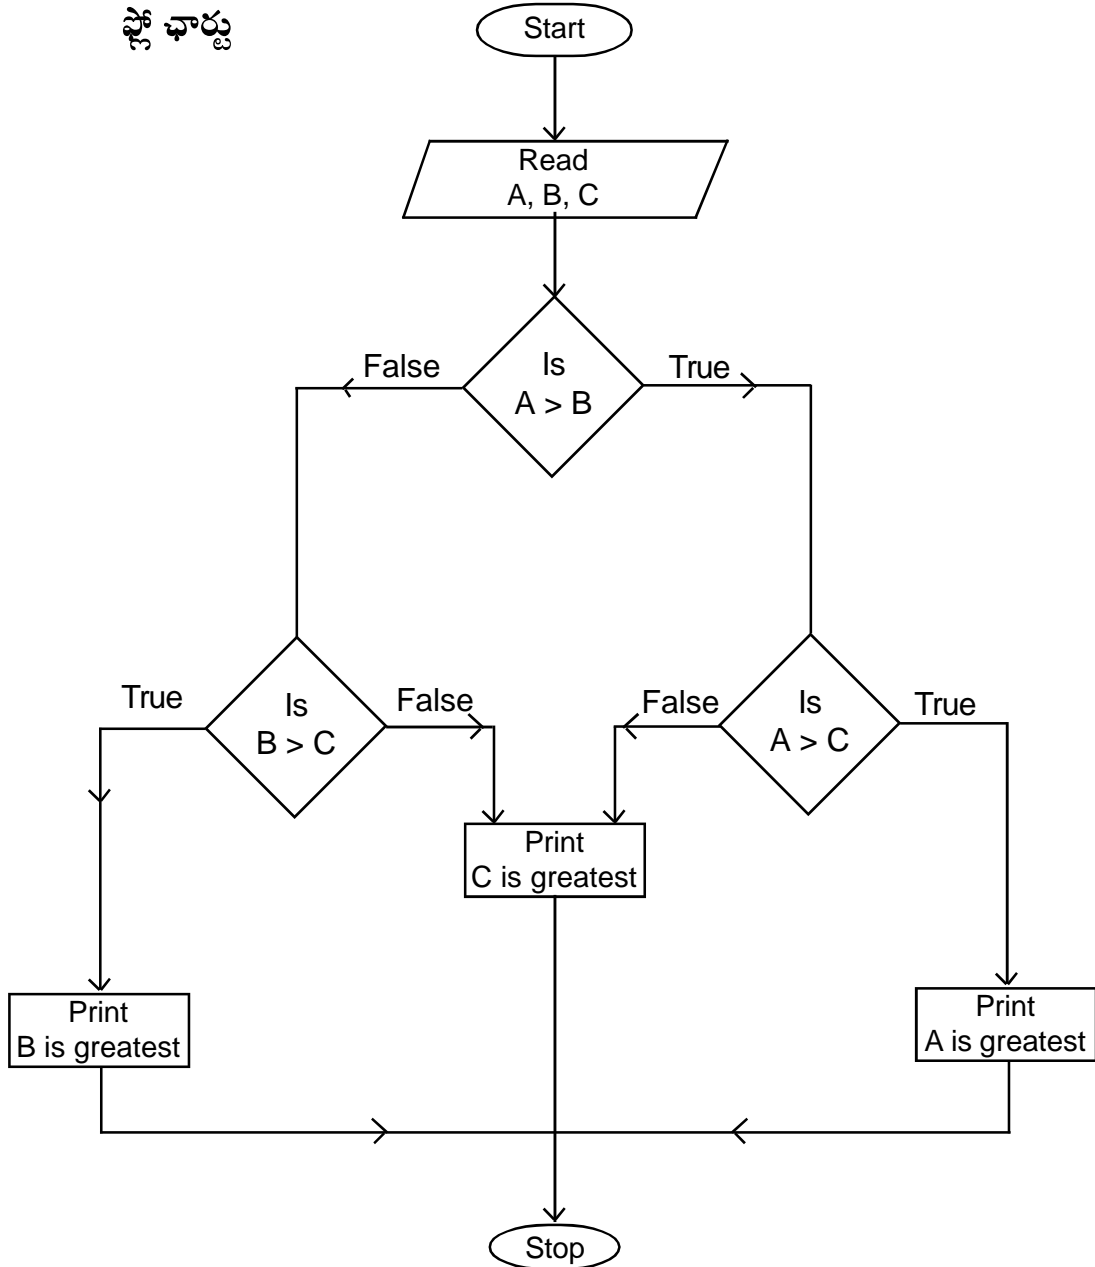 ఫ్లో ఛార్టు
Start
Read
A, B, C
Is
A > B
False
True
Is
B > C
True
False
Is
A > C
False
True
Print
C is greatest
Print
B is greatest
Print
A is greatest
Stop